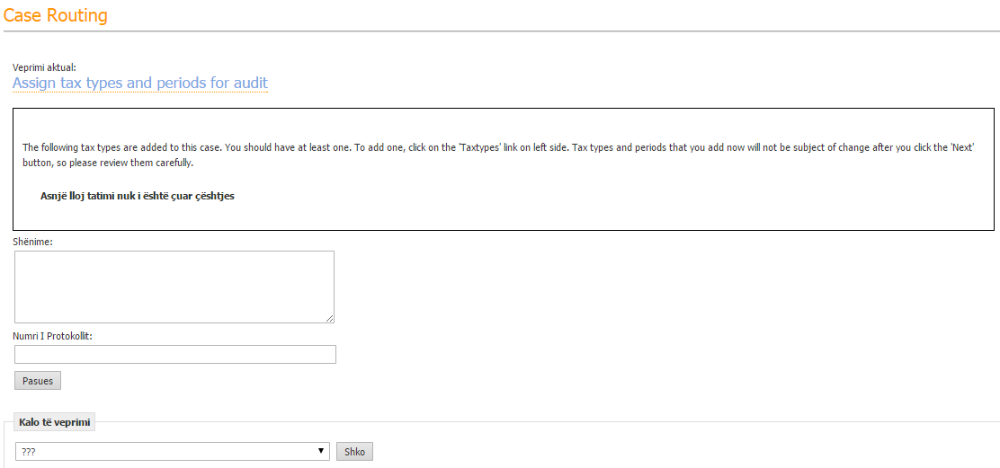 Case Routing
Veprimi aktual:
Assign tax types and periods for audit
The following tax types are added to this case. You should have at least one. To add one, click on the 'Taxtypes' link on left side. Tax types and periods that you add now will not be subject of change after you click the 'Next'
button, so please review them carefully.
Asnjë lloj tatimi nuk i është çuar çështjes
Shënime:
Numri I Protokollit:
Pasues
Kalo të veprimi
???
Shko